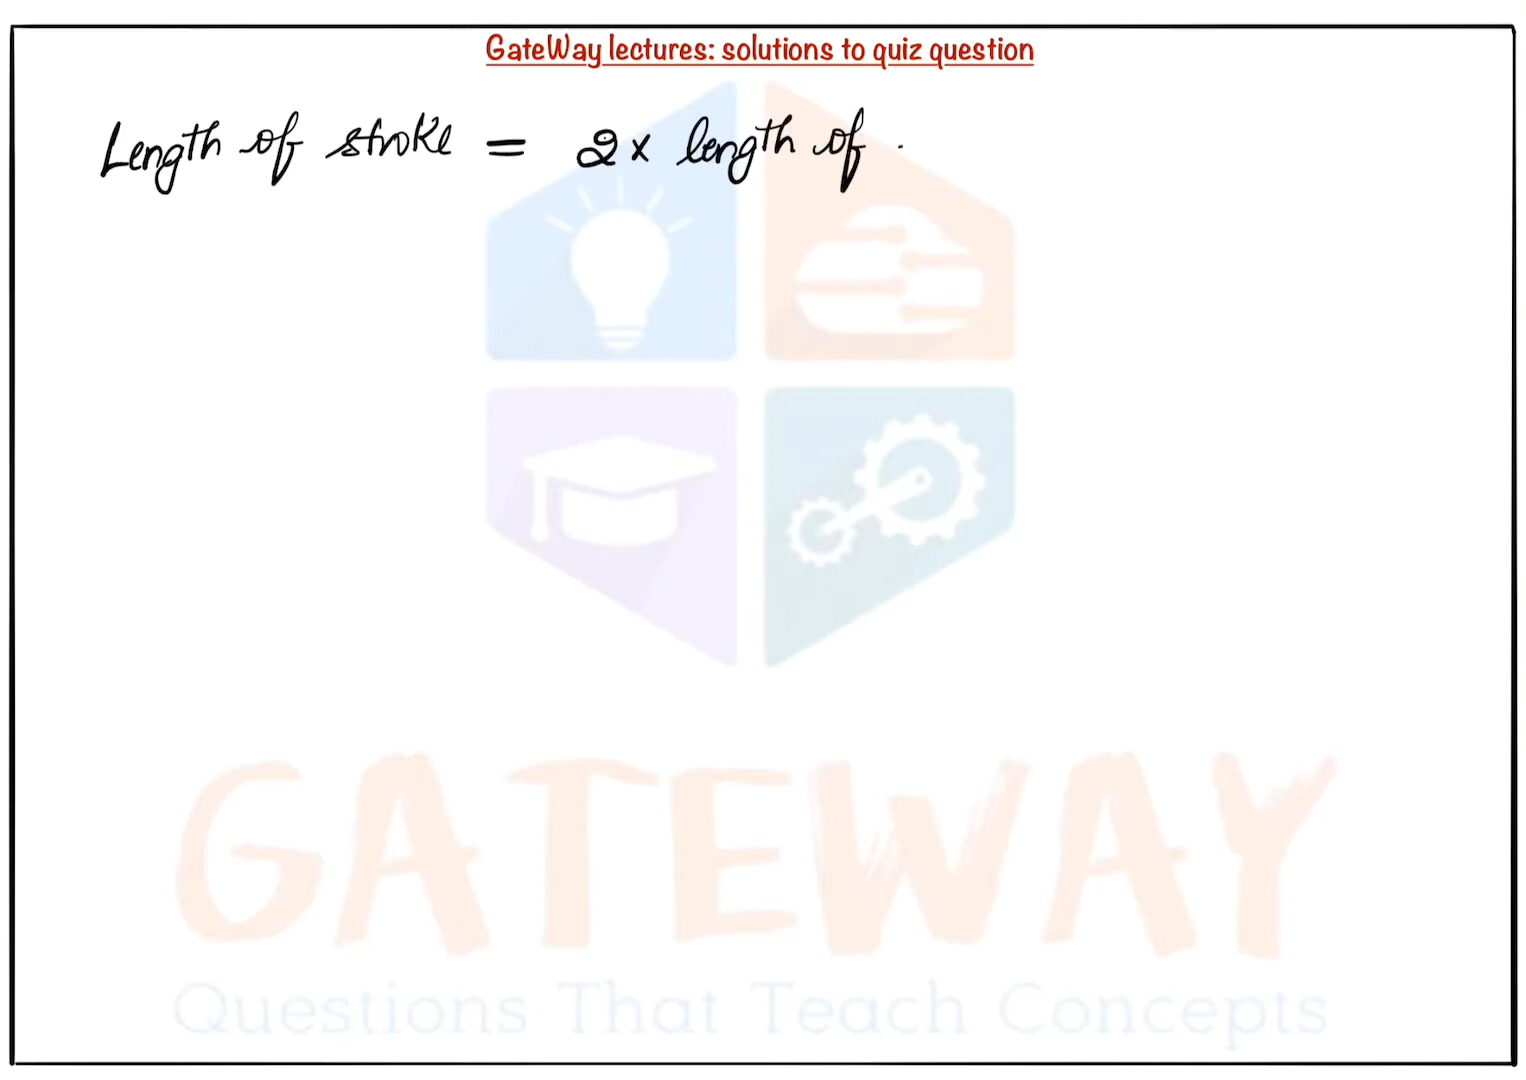 GateWay lectures: solutions to quiz question
Length of stroke = 2 × length of
GATEWAY
Questions That Teach Concepts